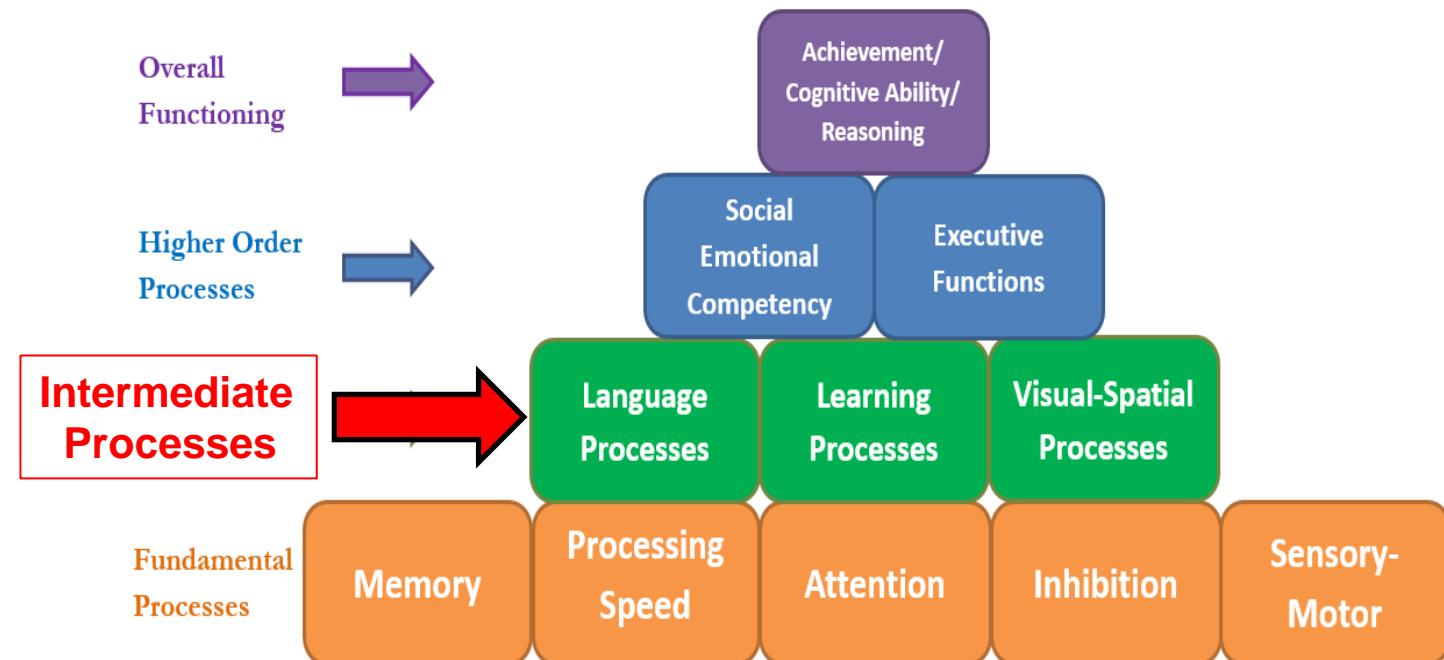 Overall
Functioning
Achievement/
Cognitive Ability/
Reasoning
Higher Order
Processes
Social
Emotional
Competency
Executive
Functions
Intermediate
Processes
Language
Processes
Learning
Processes
Visual-Spatial
Processes
Fundamental
Processes
Memory
Processing
Speed
Attention
Inhibition
Sensory-
Motor